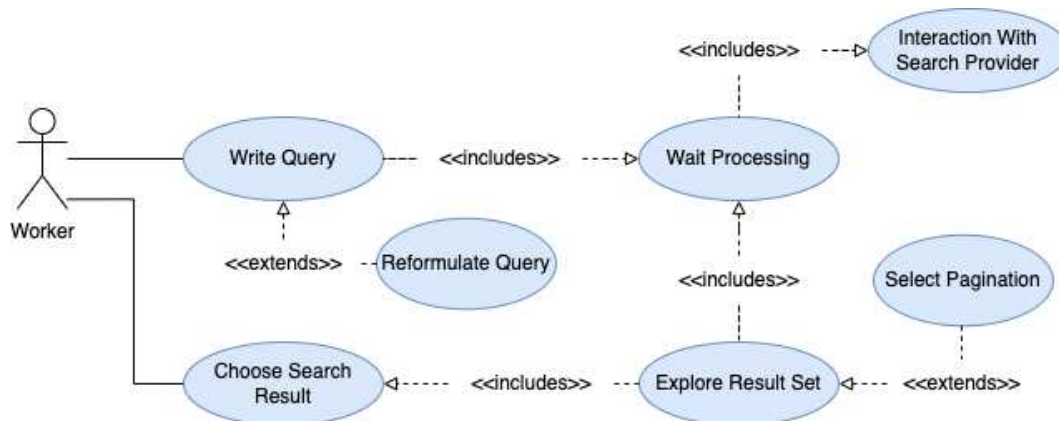 <<includes>>
Interaction With
Search Provider
Write Query
<<includes>>
Wait Processing
Worker
<<extends>>
Reformulate Query
<<includes>>
Select Pagination
Choose Search
Result
<<includes>>
Explore Result Set
<<extends>>